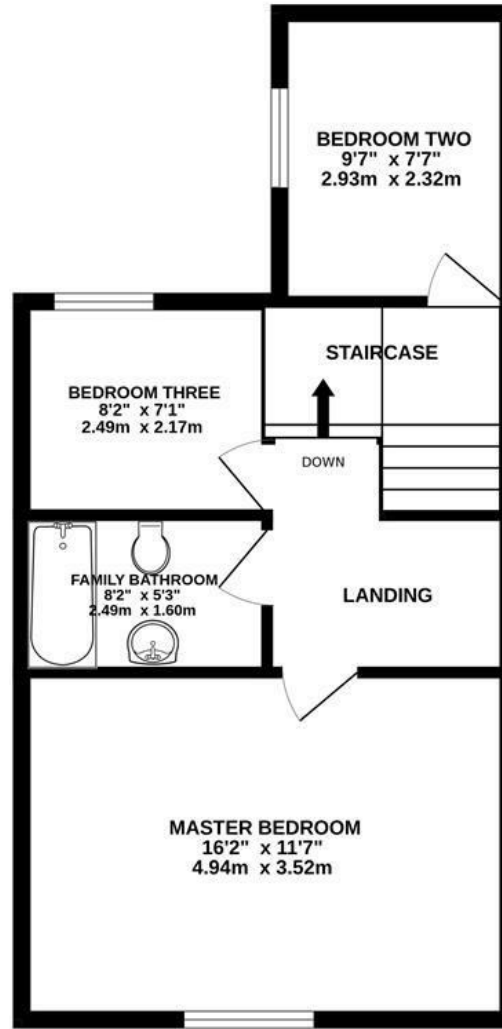 BEDROOM TWO
9'7" x 7'7"
2.93m x 2.32m
STAIRCASE
BEDROOM THREE
8'2" x 7'1"
2.49m x 2.17m
DOWN
FAMILY BATHROOM
8'2" x 5'3"
2.49m x 1.60m
LANDING
MASTER BEDROOM
16'2" x 11'7"
4.94m x 3.52m